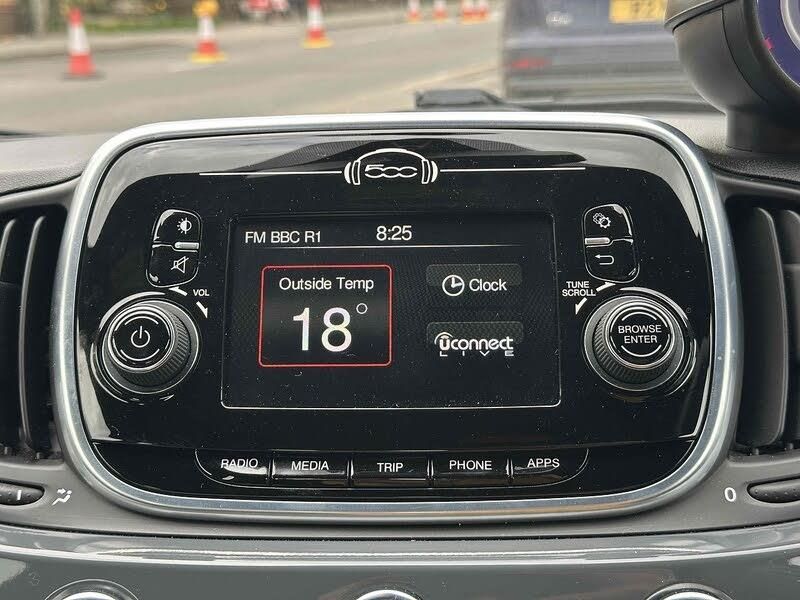 500
FM BBC R1 8:25
Outside Temp
18°
Clock
uconnect
LIVE
VOL
TUNE
SCROLL
BROWSE
ENTER
RADIO MEDIA TRIP PHONE APPS
0